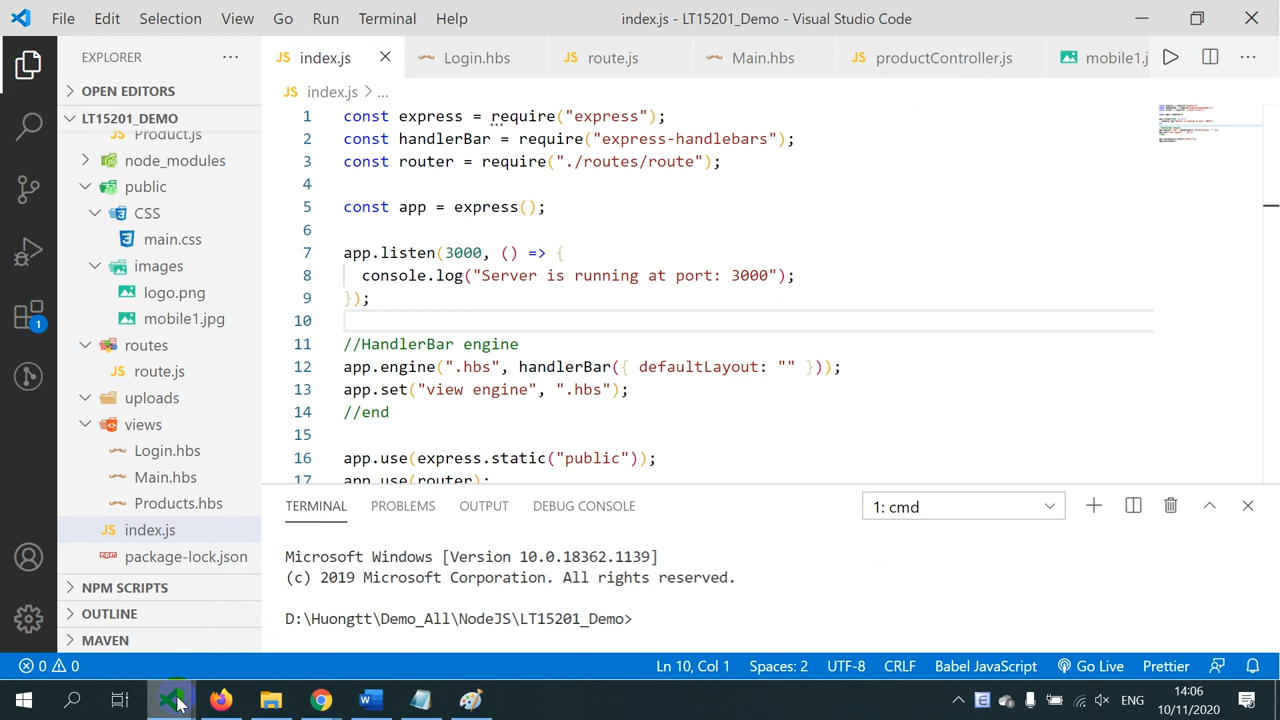 File Edit Selection View Go Run Terminal Help index.js - LT15201_Demo - Visual Studio Code
EXPLORER
OPEN EDITORS
LT15201_DEMO
Product.js
node_modules
public
CSS
main.css
images
logo.png
mobile1.jpg
routes
route.js
uploads
views
Login.hbs
Main.hbs
Products.hbs
index.js
package-lock.json
NPM SCRIPTS
OUTLINE
MAVEN
JS index.js Login.hbs JS route.js Main.hbs JS productController.js mobile1.j
JS index.js > ...
1 const express = require("express");
2 const handlerBar = require("express-handlebars");
3 const router = require("./routes/route");
4
5 const app = express();
6
7 app.listen(3000, () => {
8 console.log("Server is running at port: 3000");
9 });
10
11 //HandlerBar engine
12 app.engine(".hbs", handlerBar({ defaultLayout: "" }));
13 app.set("view engine", ".hbs");
14 //end
15
16 app.use(express.static("public"));
17 app.use(router);
TERMINAL PROBLEMS OUTPUT DEBUG CONSOLE 1: cmd
Microsoft Windows [Version 10.0.18362.1139]
(c) 2019 Microsoft Corporation. All rights reserved.
D:\Huongtt\Demo_All\NodeJS\LT15201_Demo>
0 0 Ln 10, Col 1 Spaces: 2 UTF-8 CRLF Babel JavaScript Go Live Prettier
ENG
14:06
10/11/2020